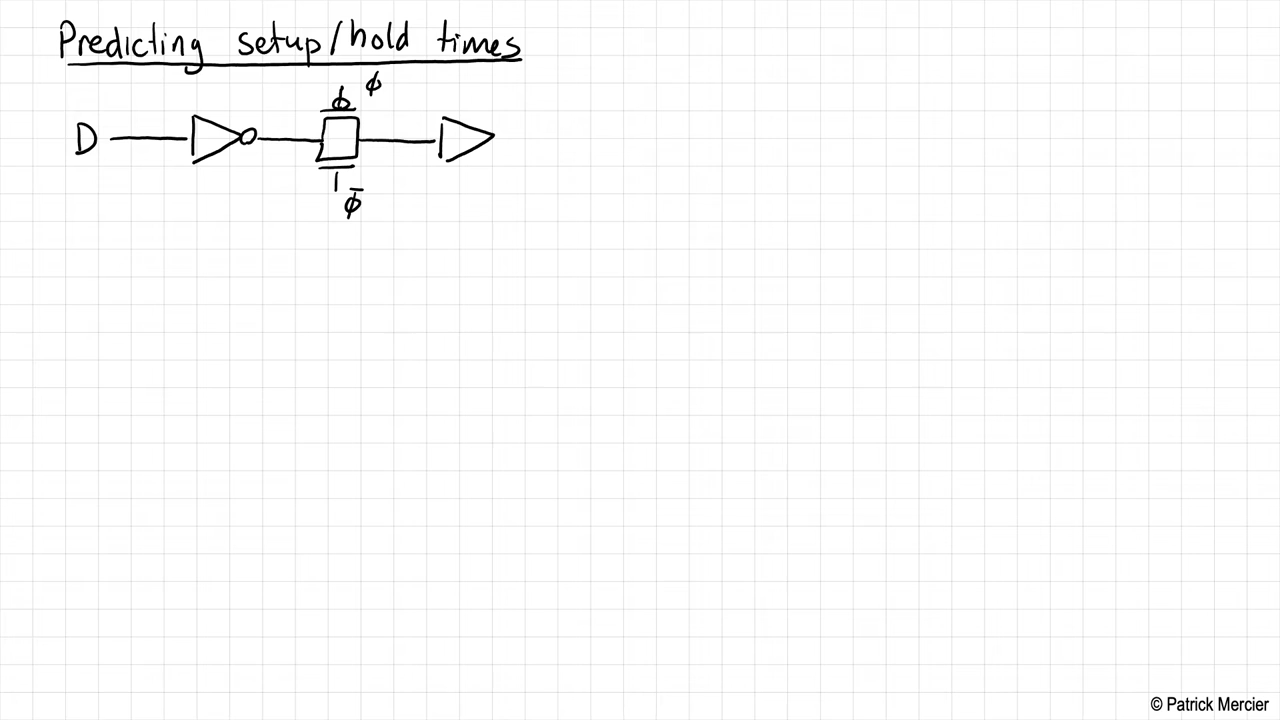 Predicting setup/hold times
ϕ
D
ϕ̄
© Patrick Mercier